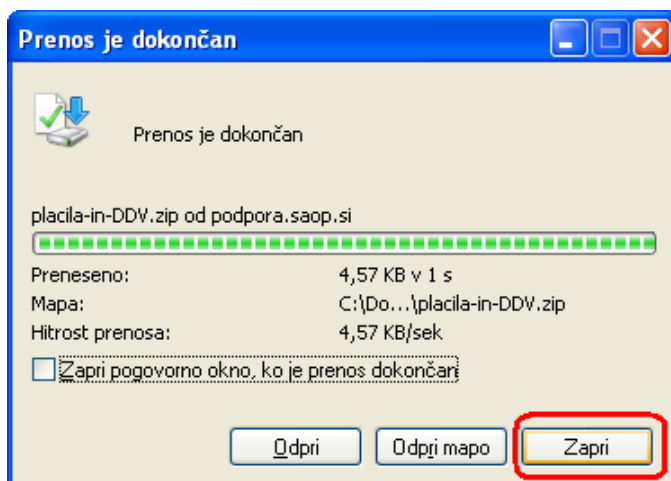 Prenos je dokončan
Prenos je dokončan
placila-in-DDV.zip od podpora.saop.si
Preneseno: 4,57 KB v 1 s
Mapa: C:\Do...\placila-in-DDV.zip
Hitrost prenosa: 4,57 KB/sek
Zapri pogovorno okno, ko je prenos dokončan
Odpri Odpri mapo Zapri